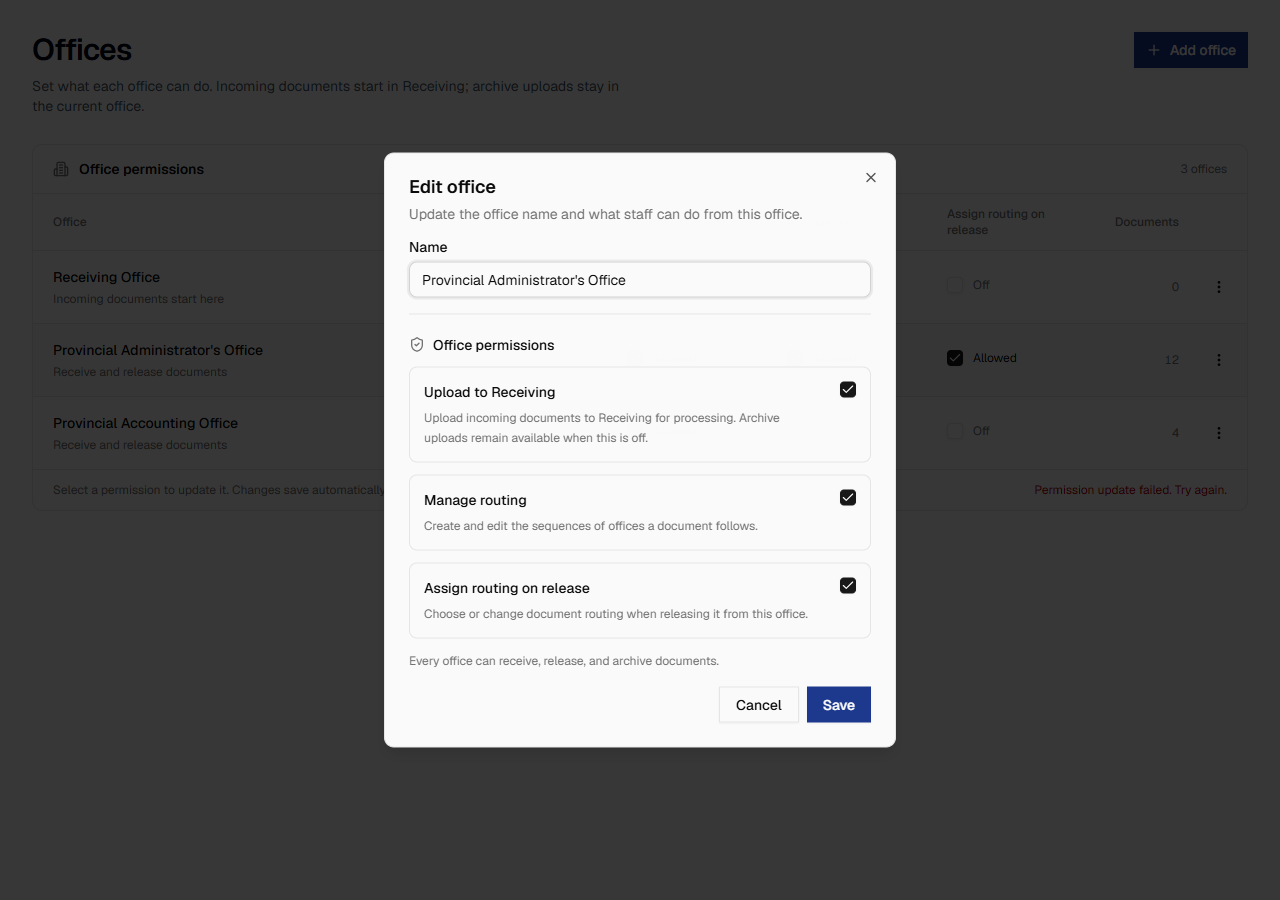 Offices
Add office
Set what each office can do. Incoming documents start in Receiving; archive uploads stay in
the current office.
Office permissions
3 offices
Office
Assign routing on
release
Documents
Receiving Office
Incoming documents start here
Off
0
Provincial Administrator's Office
Receive and release documents
Allowed
12
Provincial Accounting Office
Receive and release documents
Off
4
Select a permission to update it. Changes save automatically
Permission update failed. Try again.
Edit office
Update the office name and what staff can do from this office.
Name
Provincial Administrator's Office
Office permissions
Upload to Receiving
Upload incoming documents to Receiving for processing. Archive
uploads remain available when this is off.
Manage routing
Create and edit the sequences of offices a document follows.
Assign routing on release
Choose or change document routing when releasing it from this office.
Every office can receive, release, and archive documents.
Cancel
Save